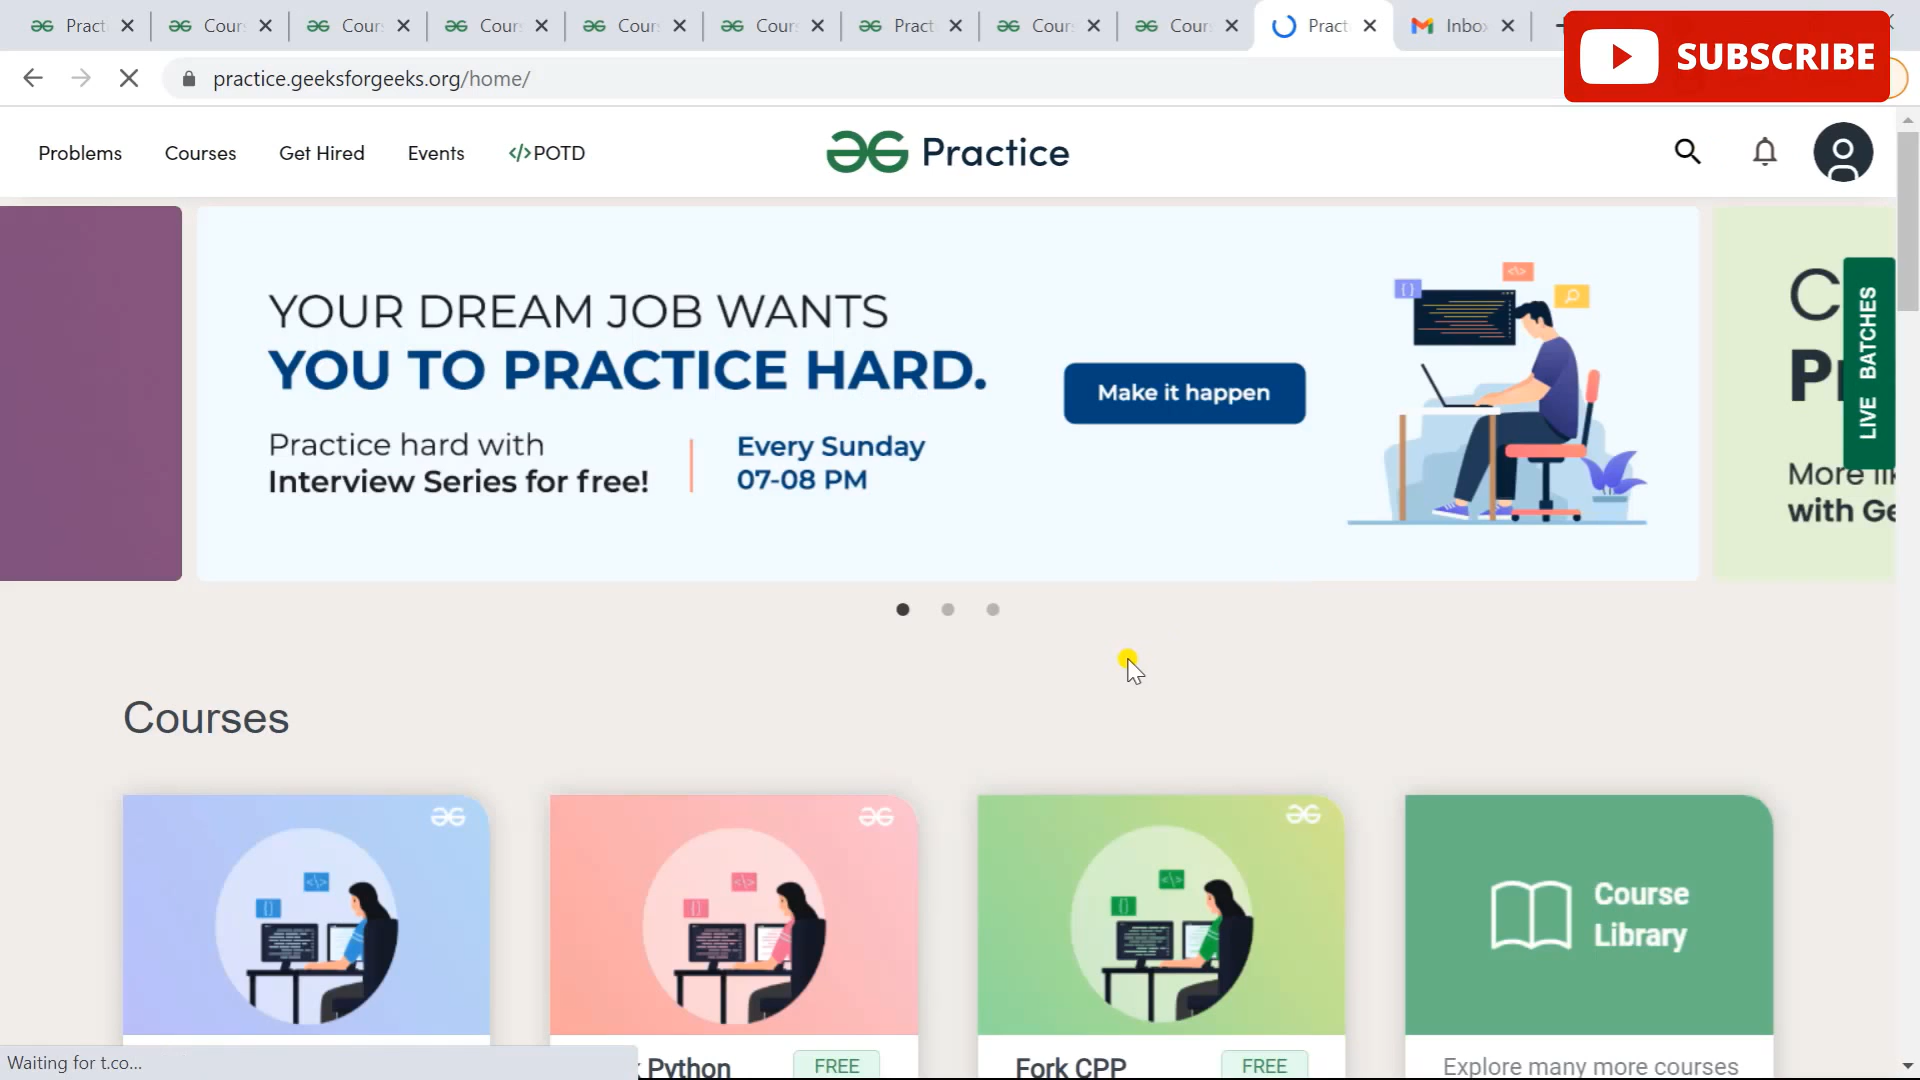 Pract
Cour
Cour
Cour
Cour
Cour
Pract
Cour
Cour
Pract
Inbox
SUBSCRIBE
practice.geeksforgeeks.org/home/
Problems
Courses
Get Hired
Events
</>POTD
Practice
YOUR DREAM JOB WANTS
YOU TO PRACTICE HARD.
Practice hard with
Interview Series for free!
Every Sunday
07-08 PM
Make it happen
LIVE BATCHES
More
with Ge
Courses
Course
Library
Python
FREE
Fork CPP
FREE
Explore many more courses
Waiting for t.co...